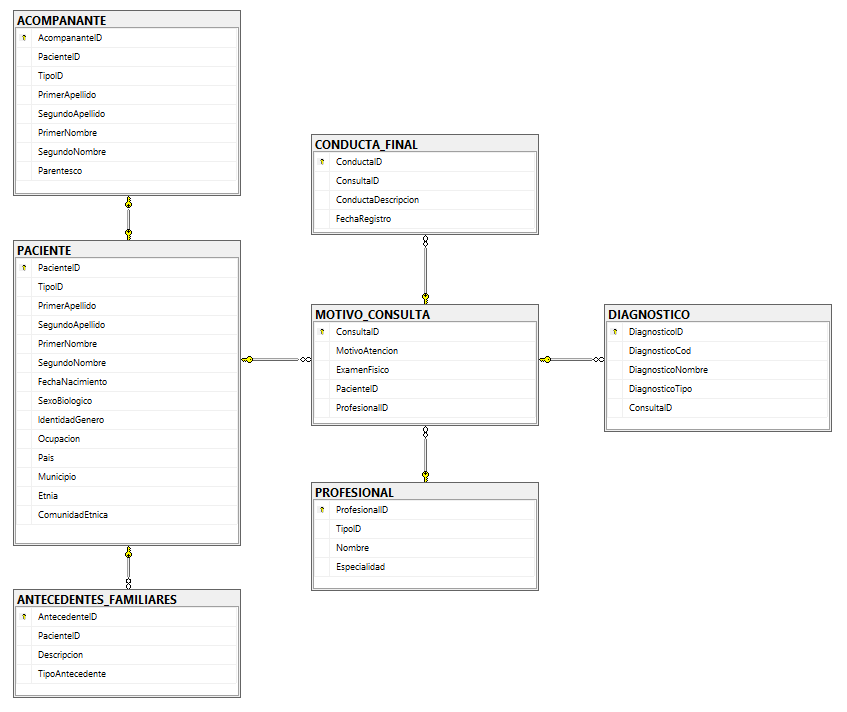 ACOMPANANTE
AcompananteID
PacienteID
TipoID
PrimerApellido
SegundoApellido
PrimerNombre
SegundoNombre
Parentesco
PACIENTE
PacienteID
TipoID
PrimerApellido
SegundoApellido
PrimerNombre
SegundoNombre
FechaNacimiento
SexoBiologico
IdentidadGenero
Ocupacion
Pais
Municipio
Etnia
ComunidadEtnica
ANTECEDENTES_FAMILIARES
AntecedenteID
PacienteID
Descripcion
TipoAntecedente
CONDUCTA_FINAL
ConductaID
ConsultaID
ConductaDescripcion
FechaRegistro
MOTIVO_CONSULTA
ConsultaID
MotivoAtencion
ExamenFisico
PacienteID
ProfesionalID
PROFESIONAL
ProfesionalID
TipoID
Nombre
Especialidad
DIAGNOSTICO
DiagnosticoID
DiagnosticoCod
DiagnosticoNombre
DiagnosticoTipo
ConsultaID